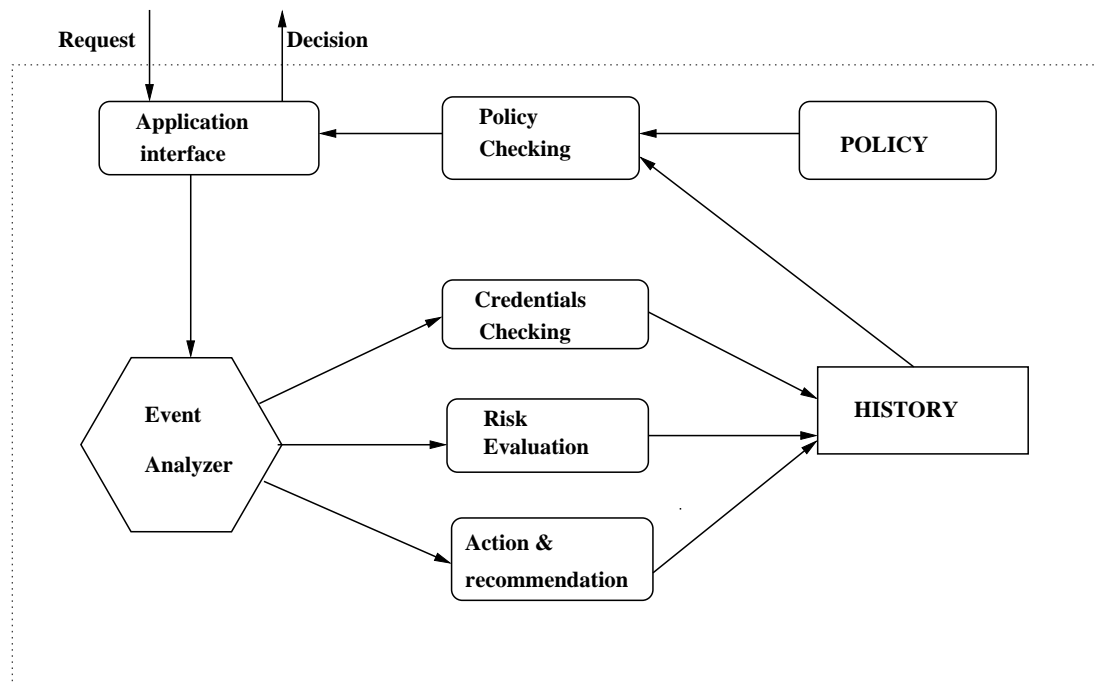 Request
Decision
Application
interface
Policy
Checking
POLICY
Credentials
Checking
Event
Analyzer
Risk
Evaluation
HISTORY
Action &
recommendation